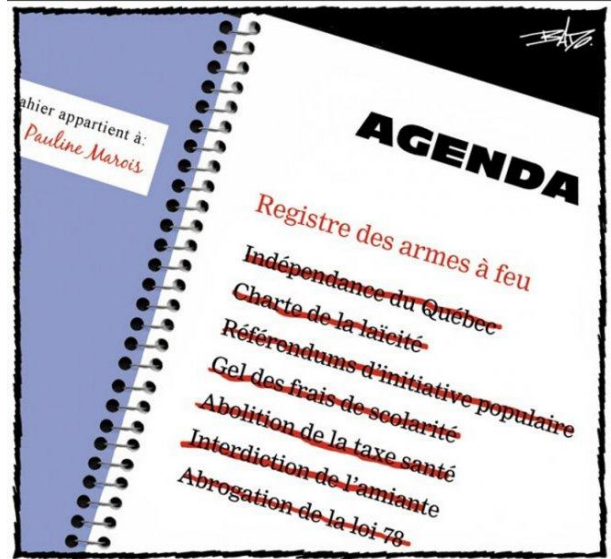 BADO.
ahier appartient à:
Pauline Marois
AGENDA
Registre des armes à feu
Indépendance du Québec
Charte de la laïcité
Référendums d'initiative populaire
Gel des frais de scolarité
Abolition de la taxe santé
Interdiction de l'amiante
Abrogation de la loi 78